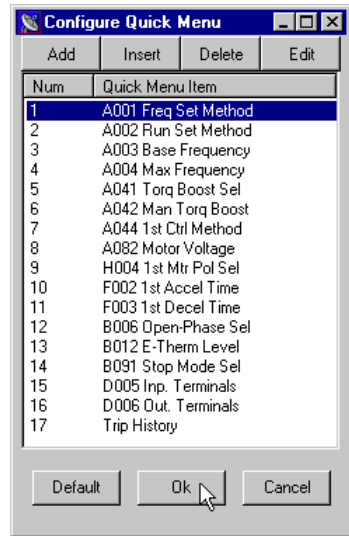 Configure Quick Menu
Add Insert Delete Edit
Num Quick Menu Item
1 A001 Freq Set Method
2 A002 Run Set Method
3 A003 Base Frequency
4 A004 Max Frequency
5 A041 Torq Boost Sel
6 A042 Man Torq Boost
7 A044 1st Ctrl Method
8 A082 Motor Voltage
9 H004 1st Mtr Pol Sel
10 F002 1st Accel Time
11 F003 1st Decel Time
12 B006 Open-Phase Sel
13 B012 E-Therm Level
14 B091 Stop Mode Sel
15 D005 Inp. Terminals
16 D006 Out. Terminals
17 Trip History
Default Ok Cancel